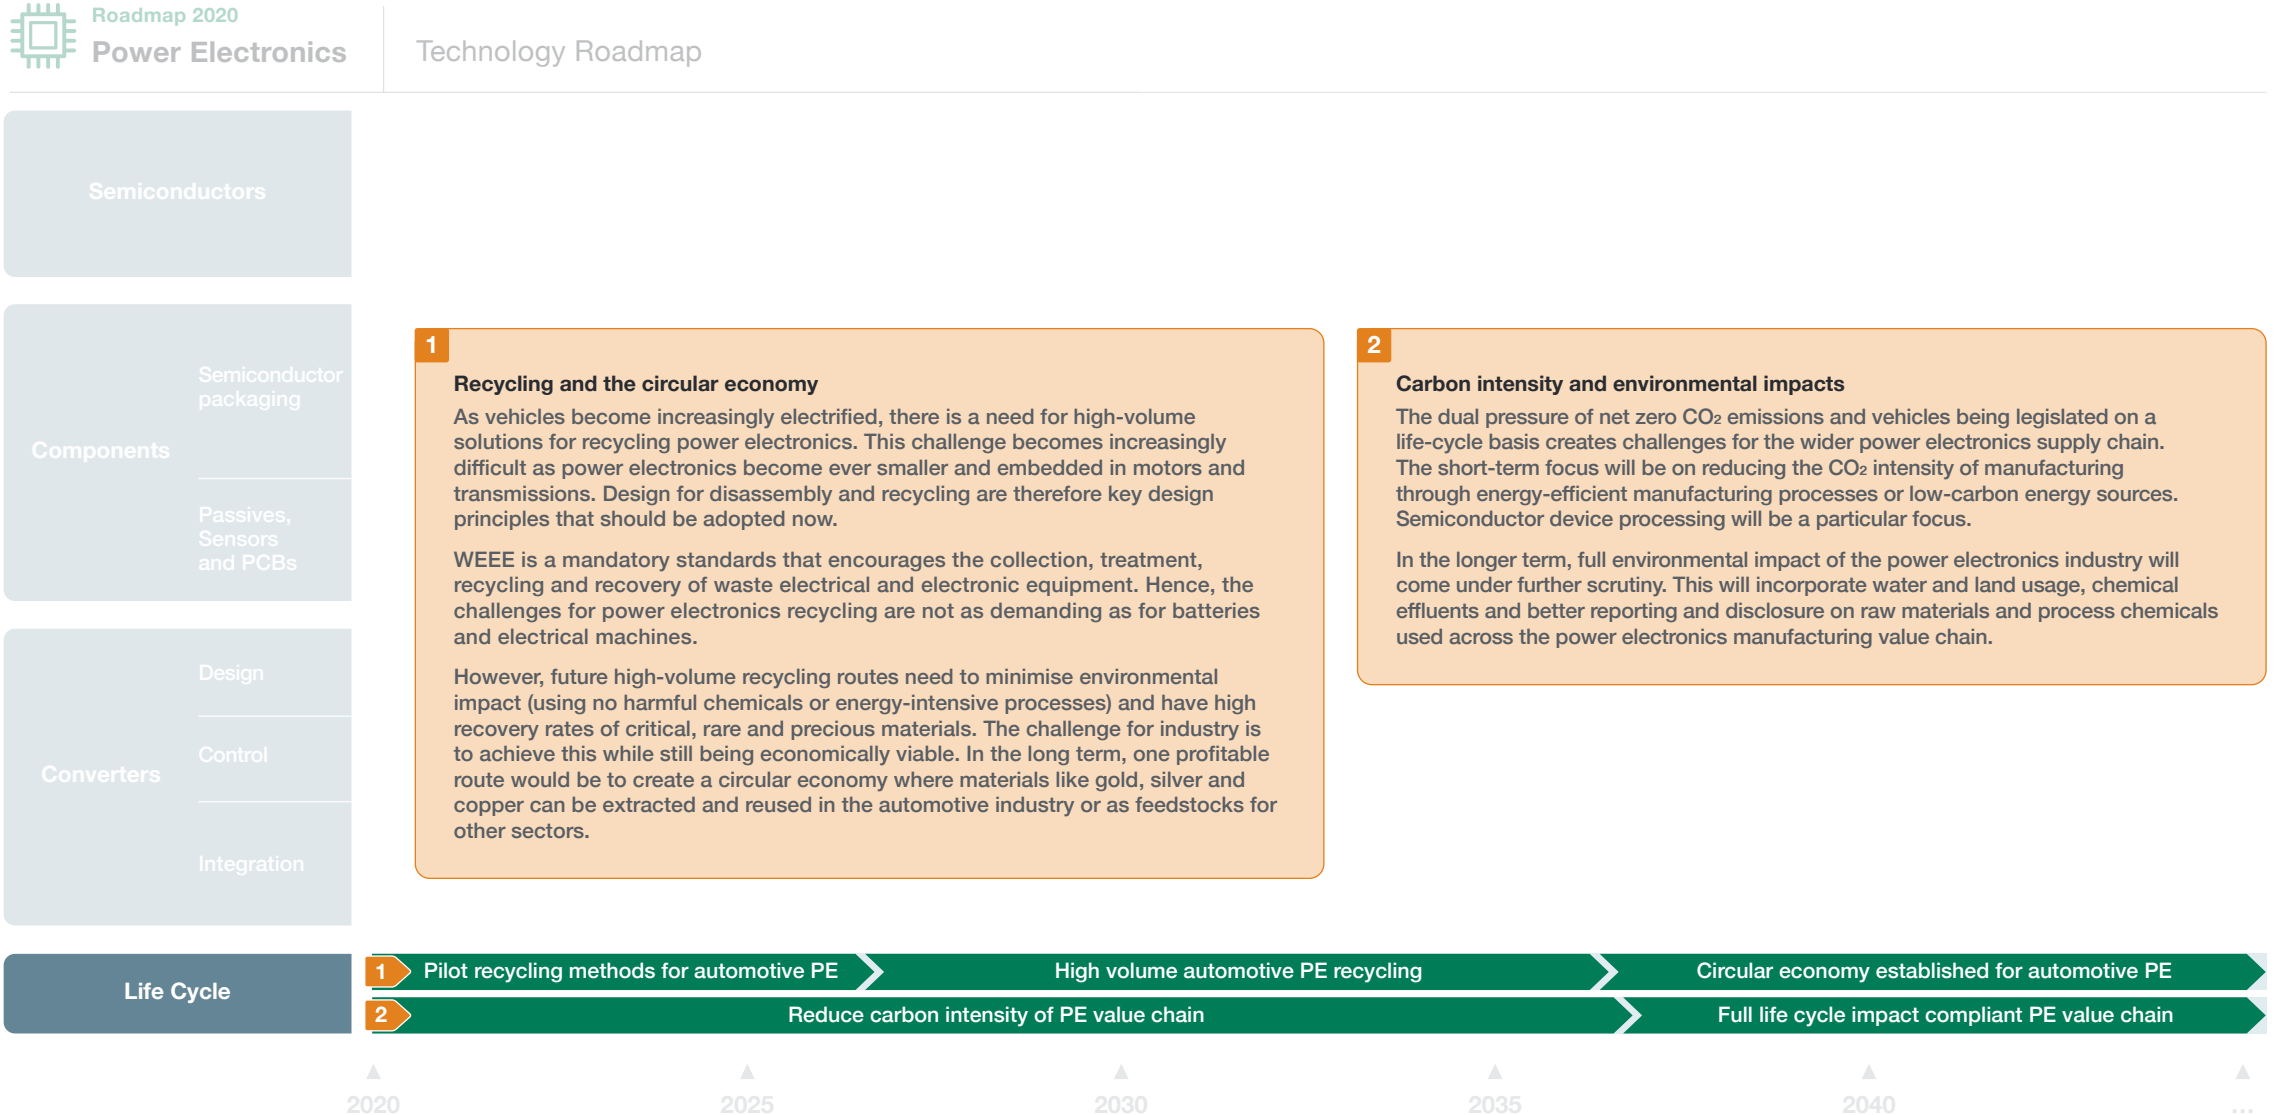 Roadmap 2020
Power Electronics
Technology Roadmap
Semiconductors
Components
Semiconductor
packaging
Passives,
Sensors
and PCBs
Converters
Design
Control
Integration
1
Recycling and the circular economy
As vehicles become increasingly electrified, there is a need for high-volume
solutions for recycling power electronics. This challenge becomes increasingly
difficult as power electronics become ever smaller and embedded in motors and
transmissions. Design for disassembly and recycling are therefore key design
principles that should be adopted now.
WEEE is a mandatory standards that encourages the collection, treatment,
recycling and recovery of waste electrical and electronic equipment. Hence, the
challenges for power electronics recycling are not as demanding as for batteries
and electrical machines.
However, future high-volume recycling routes need to minimise environmental
impact (using no harmful chemicals or energy-intensive processes) and have high
recovery rates of critical, rare and precious materials. The challenge for industry is
to achieve this while still being economically viable. In the long term, one profitable
route would be to create a circular economy where materials like gold, silver and
copper can be extracted and reused in the automotive industry or as feedstocks for
other sectors.
2
Carbon intensity and environmental impacts
The dual pressure of net zero CO₂ emissions and vehicles being legislated on a
life-cycle basis creates challenges for the wider power electronics supply chain.
The short-term focus will be on reducing the CO₂ intensity of manufacturing
through energy-efficient manufacturing processes or low-carbon energy sources.
Semiconductor device processing will be a particular focus.
In the longer term, full environmental impact of the power electronics industry will
come under further scrutiny. This will incorporate water and land usage, chemical
effluents and better reporting and disclosure on raw materials and process chemicals
used across the power electronics manufacturing value chain.
Life Cycle
1 Pilot recycling methods for automotive PE High volume automotive PE recycling Circular economy established for automotive PE
2 Reduce carbon intensity of PE value chain Full life cycle impact compliant PE value chain
2020 2025 2030 2035 2040 ...